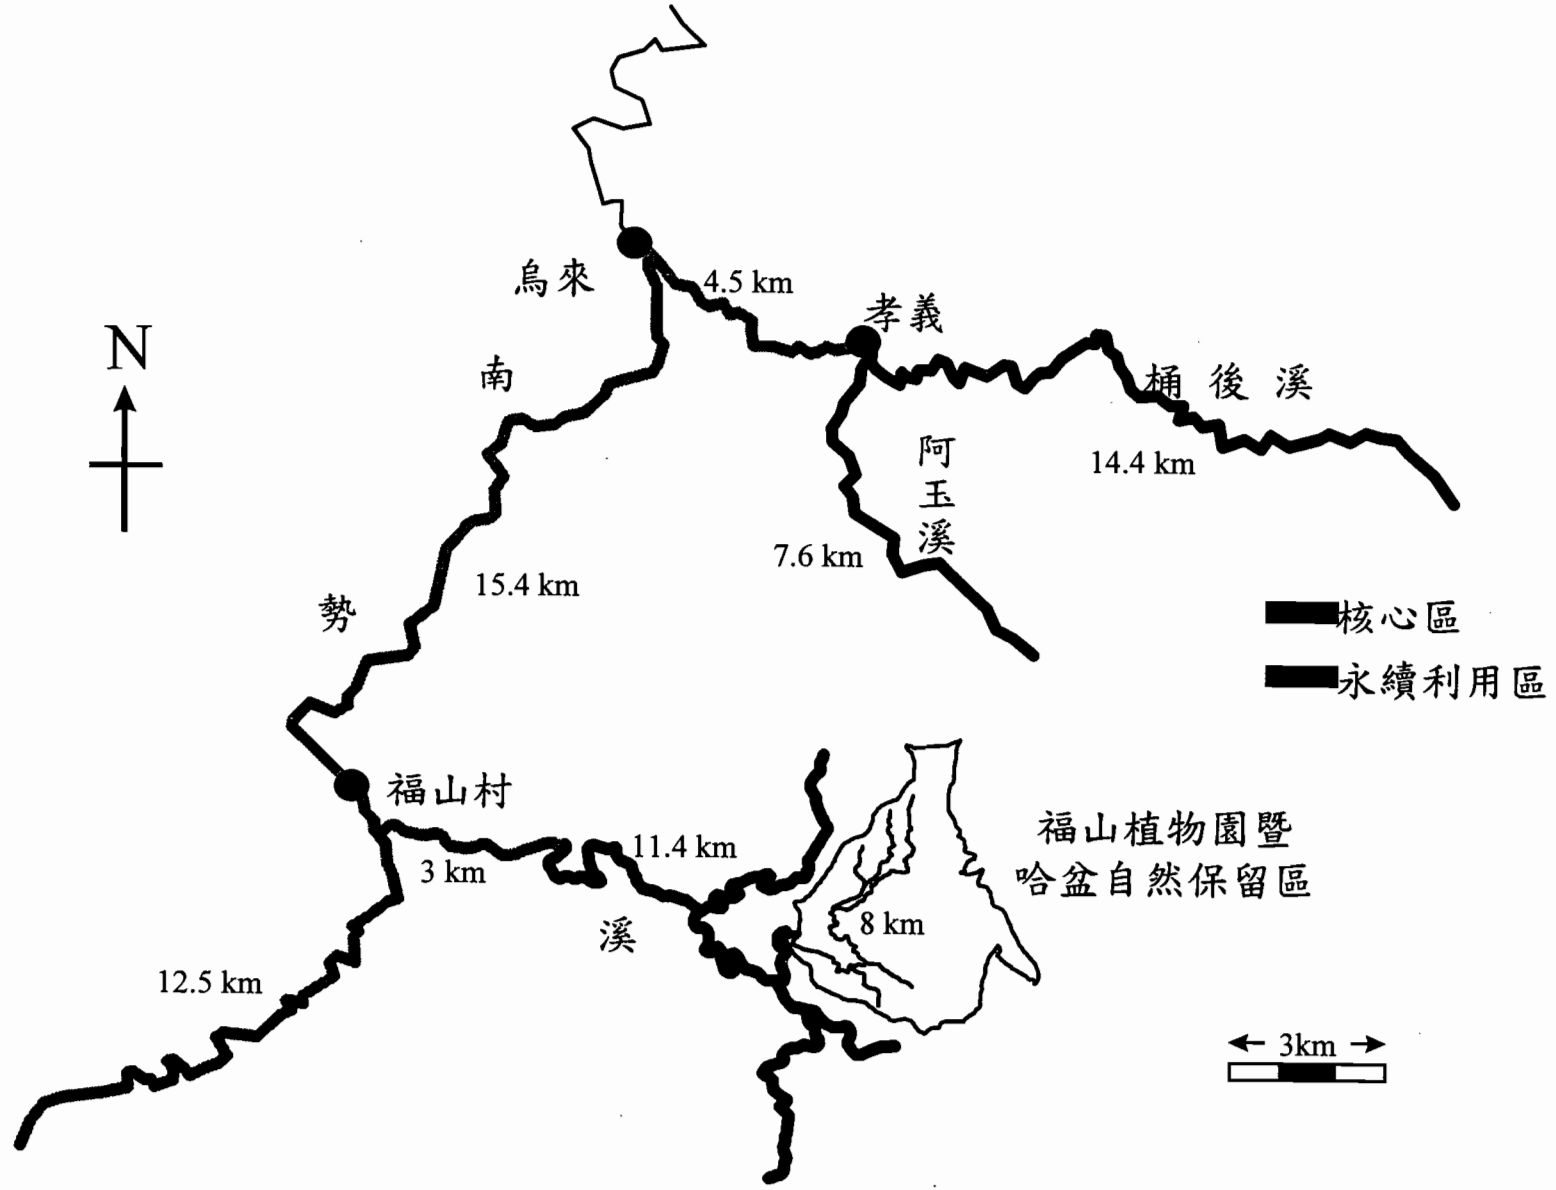 烏來
4.5 km
孝義
N
南
桶後溪
阿玉溪
14.4 km
7.6 km
15.4 km
勢
核心區
永續利用區
福山村
3 km
11.4 km
福山植物園暨
哈盆自然保留區
溪
8 km
12.5 km
3km